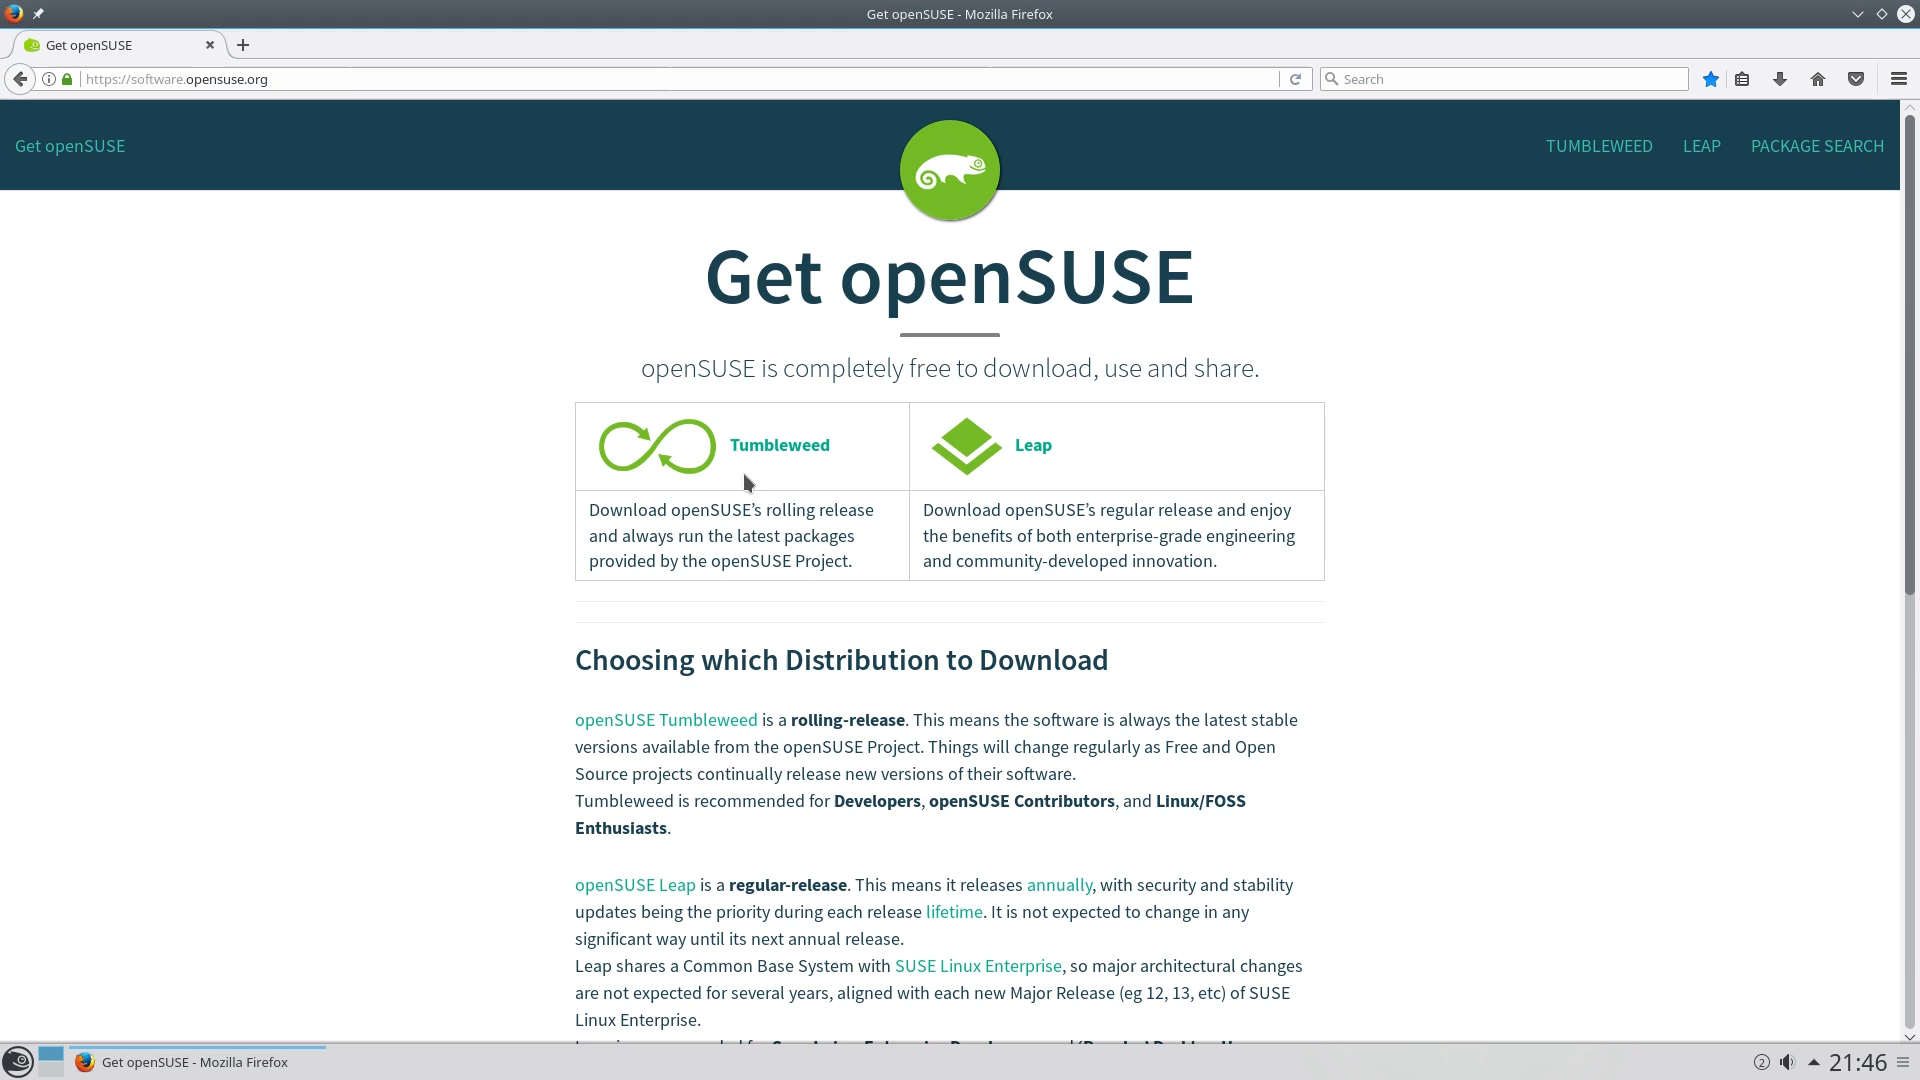 Get openSUSE - Mozilla Firefox
Get openSUSE
https://software.opensuse.org
Search
Get openSUSE
TUMBLEWEED LEAP PACKAGE SEARCH
Get openSUSE
openSUSE is completely free to download, use and share.
Tumbleweed
Leap
Download openSUSE’s rolling release
and always run the latest packages
provided by the openSUSE Project.
Download openSUSE’s regular release and enjoy
the benefits of both enterprise-grade engineering
and community-developed innovation.
Choosing which Distribution to Download
openSUSE Tumbleweed is a rolling-release. This means the software is always the latest stable
versions available from the openSUSE Project. Things will change regularly as Free and Open
Source projects continually release new versions of their software.
Tumbleweed is recommended for Developers, openSUSE Contributors, and Linux/FOSS
Enthusiasts.
openSUSE Leap is a regular-release. This means it releases annually, with security and stability
updates being the priority during each release lifetime. It is not expected to change in any
significant way until its next annual release.
Leap shares a Common Base System with SUSE Linux Enterprise, so major architectural changes
are not expected for several years, aligned with each new Major Release (eg 12, 13, etc) of SUSE
Linux Enterprise.
Get openSUSE - Mozilla Firefox
2
21:46